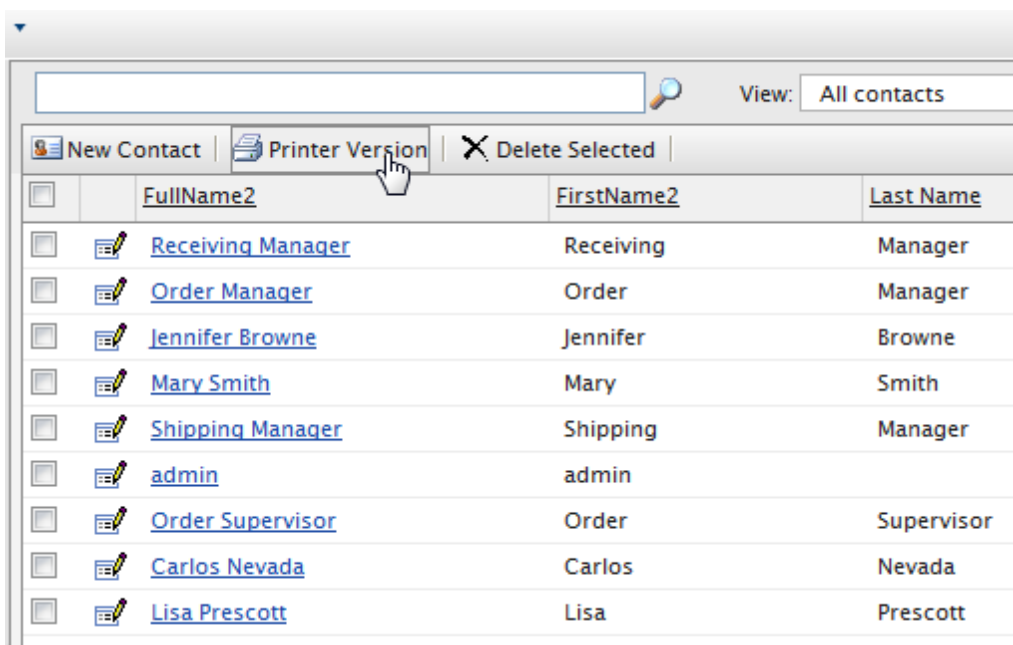 View: All contacts
New Contact Printer Version Delete Selected
FullName2 FirstName2 Last Name
Receiving Manager Receiving Manager
Order Manager Order Manager
Jennifer Browne Jennifer Browne
Mary Smith Mary Smith
Shipping Manager Shipping Manager
admin admin
Order Supervisor Order Supervisor
Carlos Nevada Carlos Nevada
Lisa Prescott Lisa Prescott